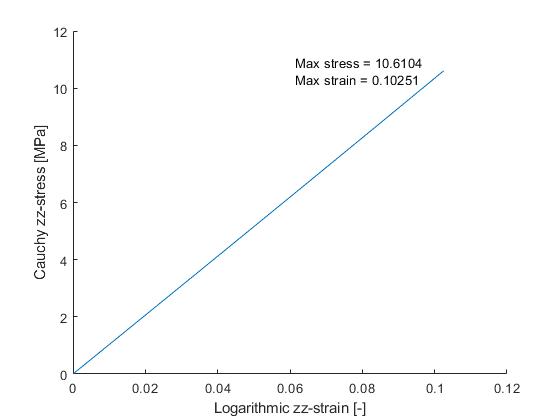 12
Max stress = 10.6104
Max strain = 0.10251
10
8
6
4
2
0
Cauchy zz-stress [MPa]
0 0.02 0.04 0.06 0.08 0.1 0.12
Logarithmic zz-strain [-]